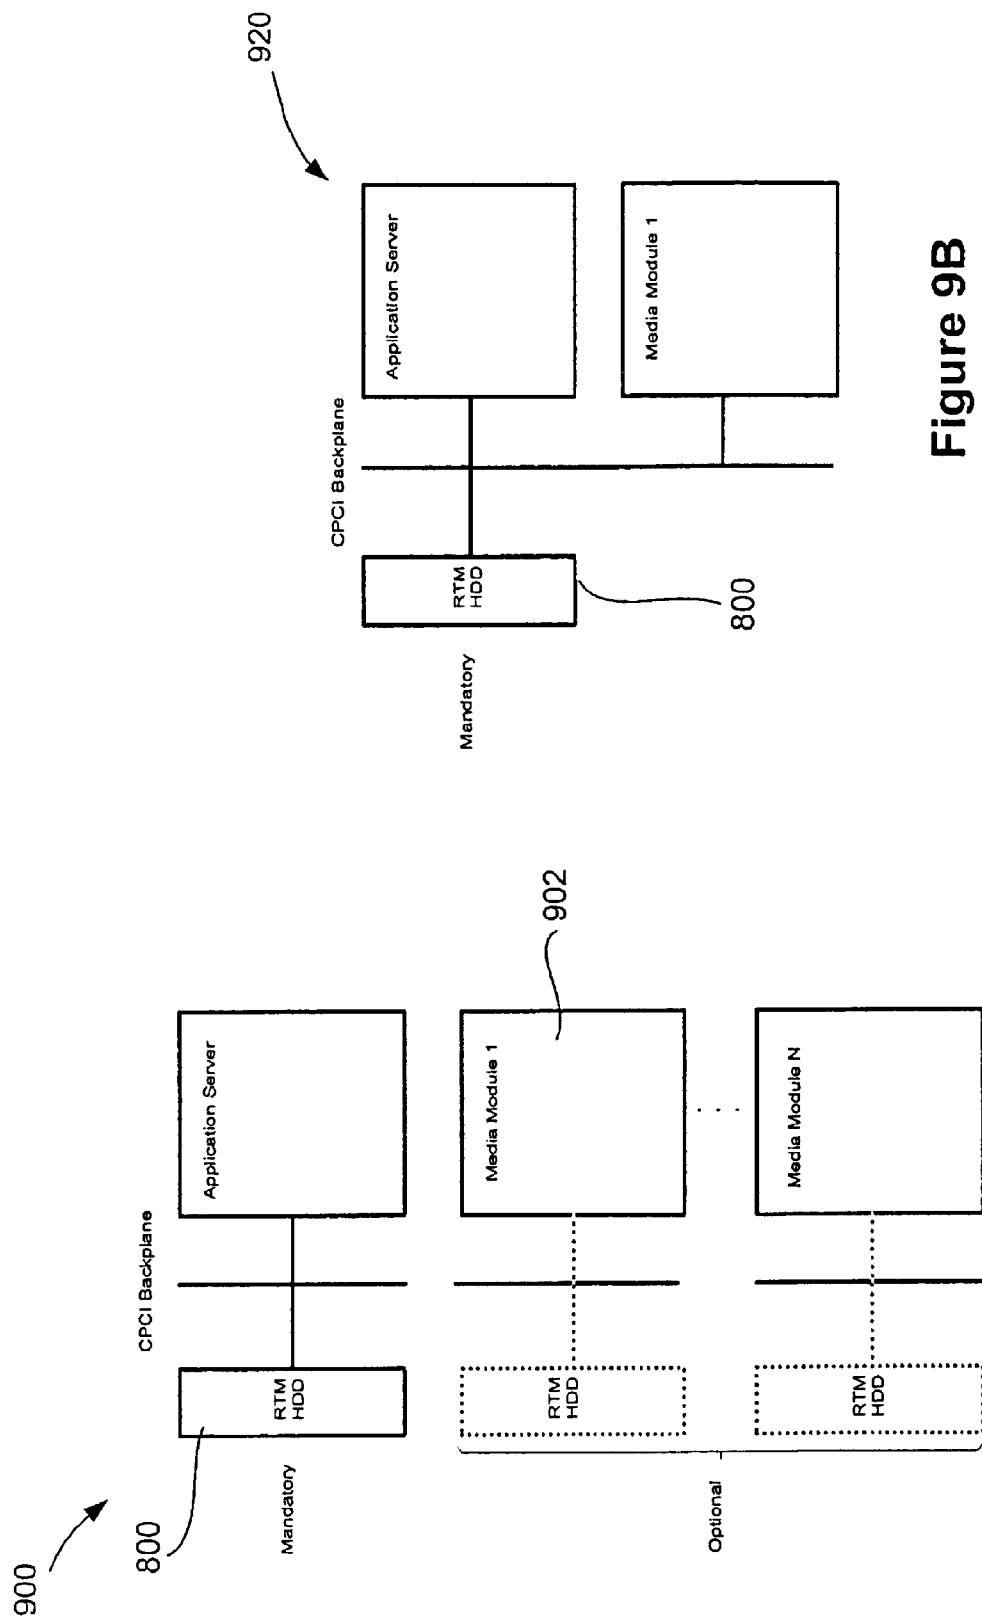 900
800
CPCI Backplane
Mandatory
RTM
HDD
Application Server
Optional
RTM
HDD
Media Module 1
902
RTM
HDD
Media Module N
920
CPCI Backplane
Mandatory
RTM
HDD
Application Server
800
Media Module 1
Figure 9B